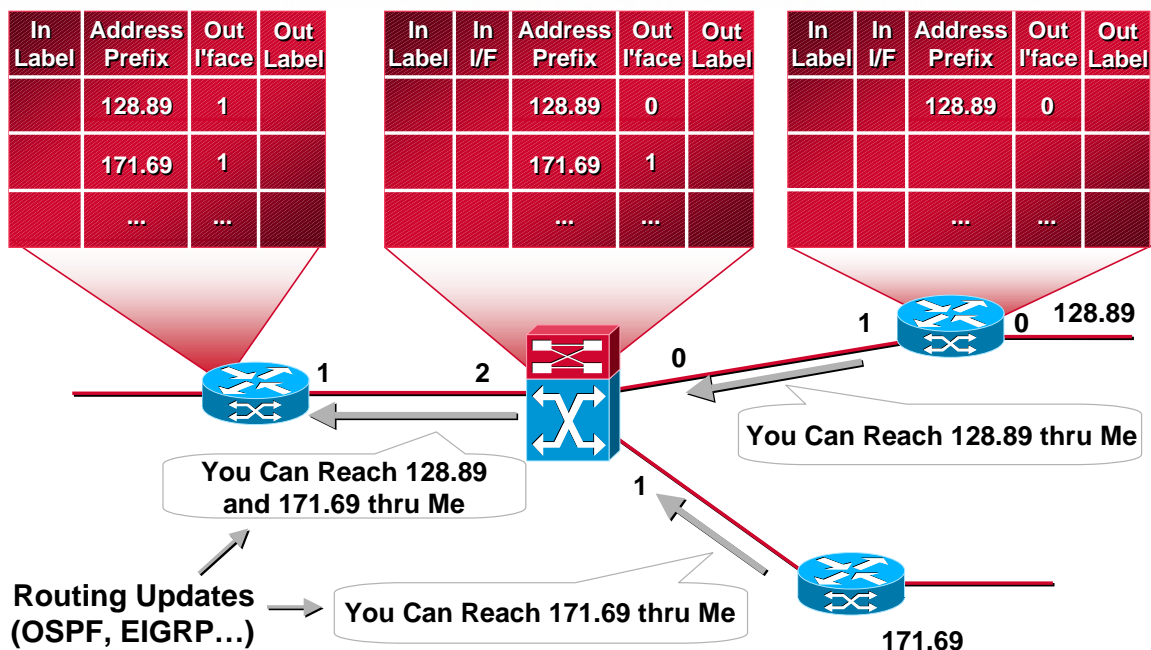 In Label Address Prefix Out I'face Out Label
128.89 1
171.69 1
... ...
In Label In I/F Address Prefix Out I'face Out Label
128.89 0
171.69 1
... ...
In Label In I/F Address Prefix Out I'face Out Label
128.89 0
... ...
1
2
0
1
0
128.89
You Can Reach 128.89 thru Me
You Can Reach 128.89
and 171.69 thru Me
1
Routing Updates
(OSPF, EIGRP...)
You Can Reach 171.69 thru Me
171.69